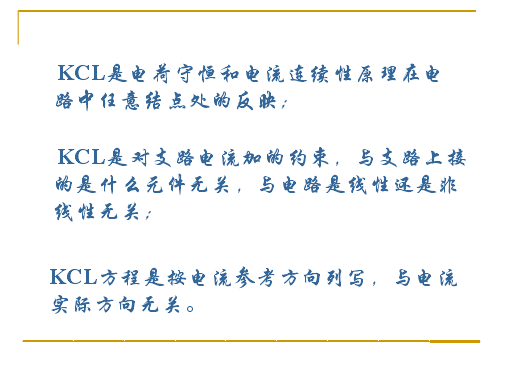 KCL是电荷守恒和电流连续性原理在电
路中任意结点处的反映；
KCL是对支路电流加的约束，与支路上接
的是什么元件无关，与电路是线性还是非
线性无关；
KCL方程是按电流参考方向列写，与电流
实际方向无关。